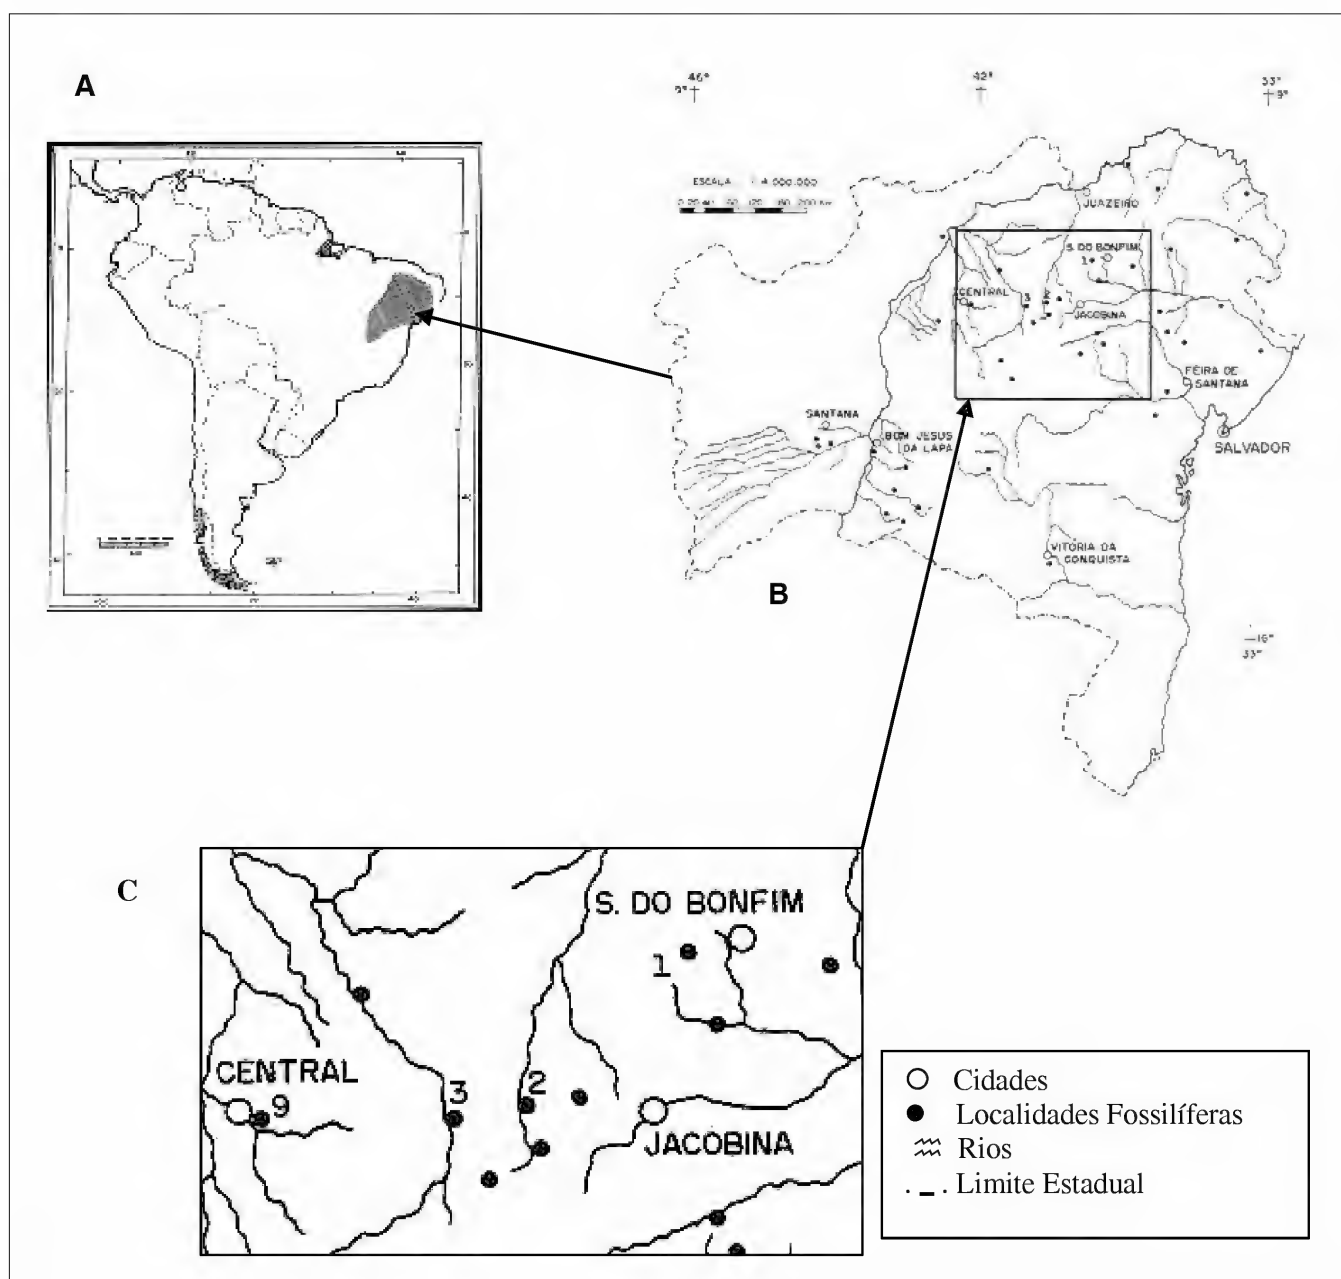 A
46°
42°
33°
9°
9°
ESCALA
JUAZEIRO
S. DO BONFIM
1
CENTRAL
3
2
JACOBINA
FEIRA DE
SANTANA
SANTANA
BOM JESUS
DA LAPA
SALVADOR
VITÓRIA DA
CONQUISTA
B
16°
33°
C
S. DO BONFIM
1
CENTRAL
9
3
2
JACOBINA
Cidades
Localidades Fossilíferas
Rios
Limite Estadual